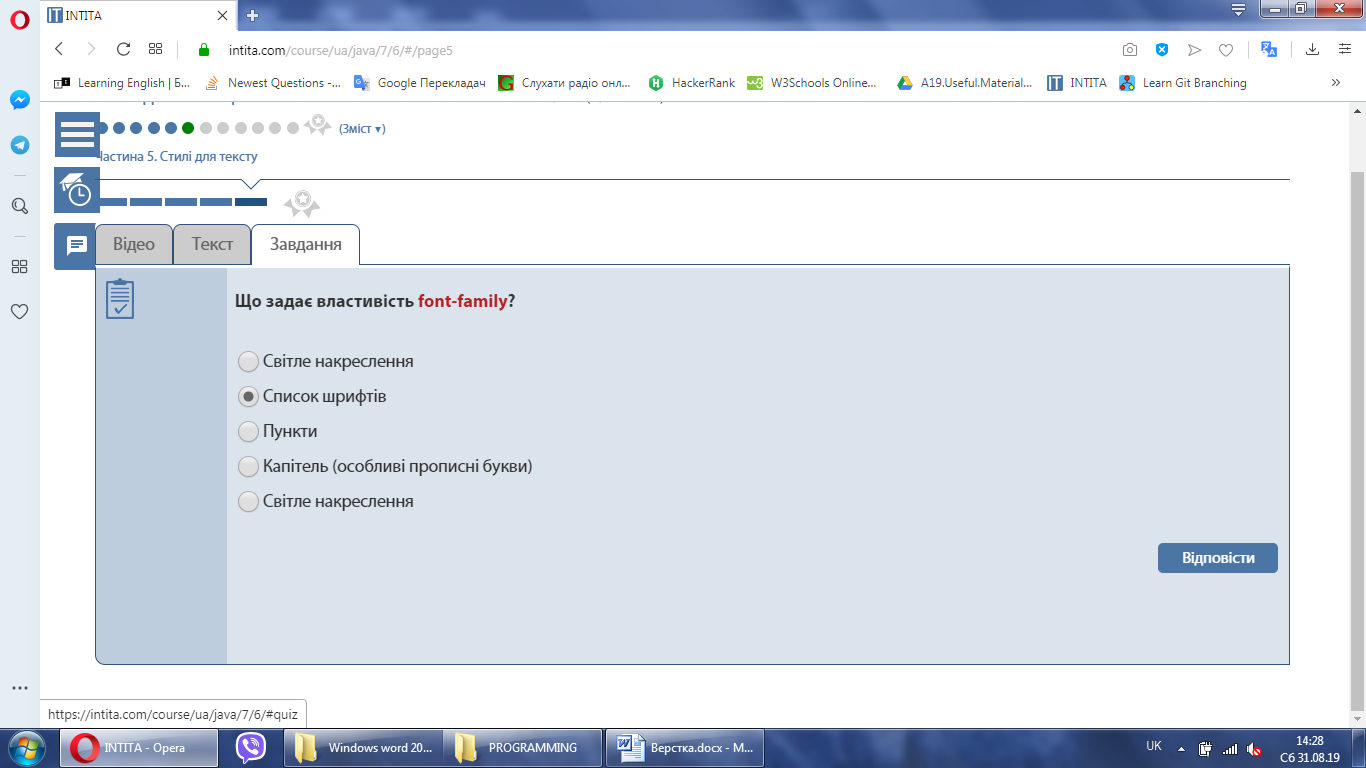 INTITA
intita.com/course/ua/java/7/6/#/page5
Learning English | Б...
Newest Questions -...
Google Перекладач
Слухати радіо онл...
HackerRank
W3Schools Online...
A19.Useful.Material...
INTITA
Learn Git Branching
(Зміст ▾)
Частина 5. Стилі для тексту
Відео
Текст
Завдання
Що задає властивість font-family?
Світле накреслення
Список шрифтів
Пункти
Капітель (особливі прописні букви)
Світле накреслення
Відповісти
https://intita.com/course/ua/java/7/6/#quiz
INTITA - Opera
Windows word 20...
PROGRAMMING
Верстка.docx - M...
UK
14:28
Сб 31.08.19